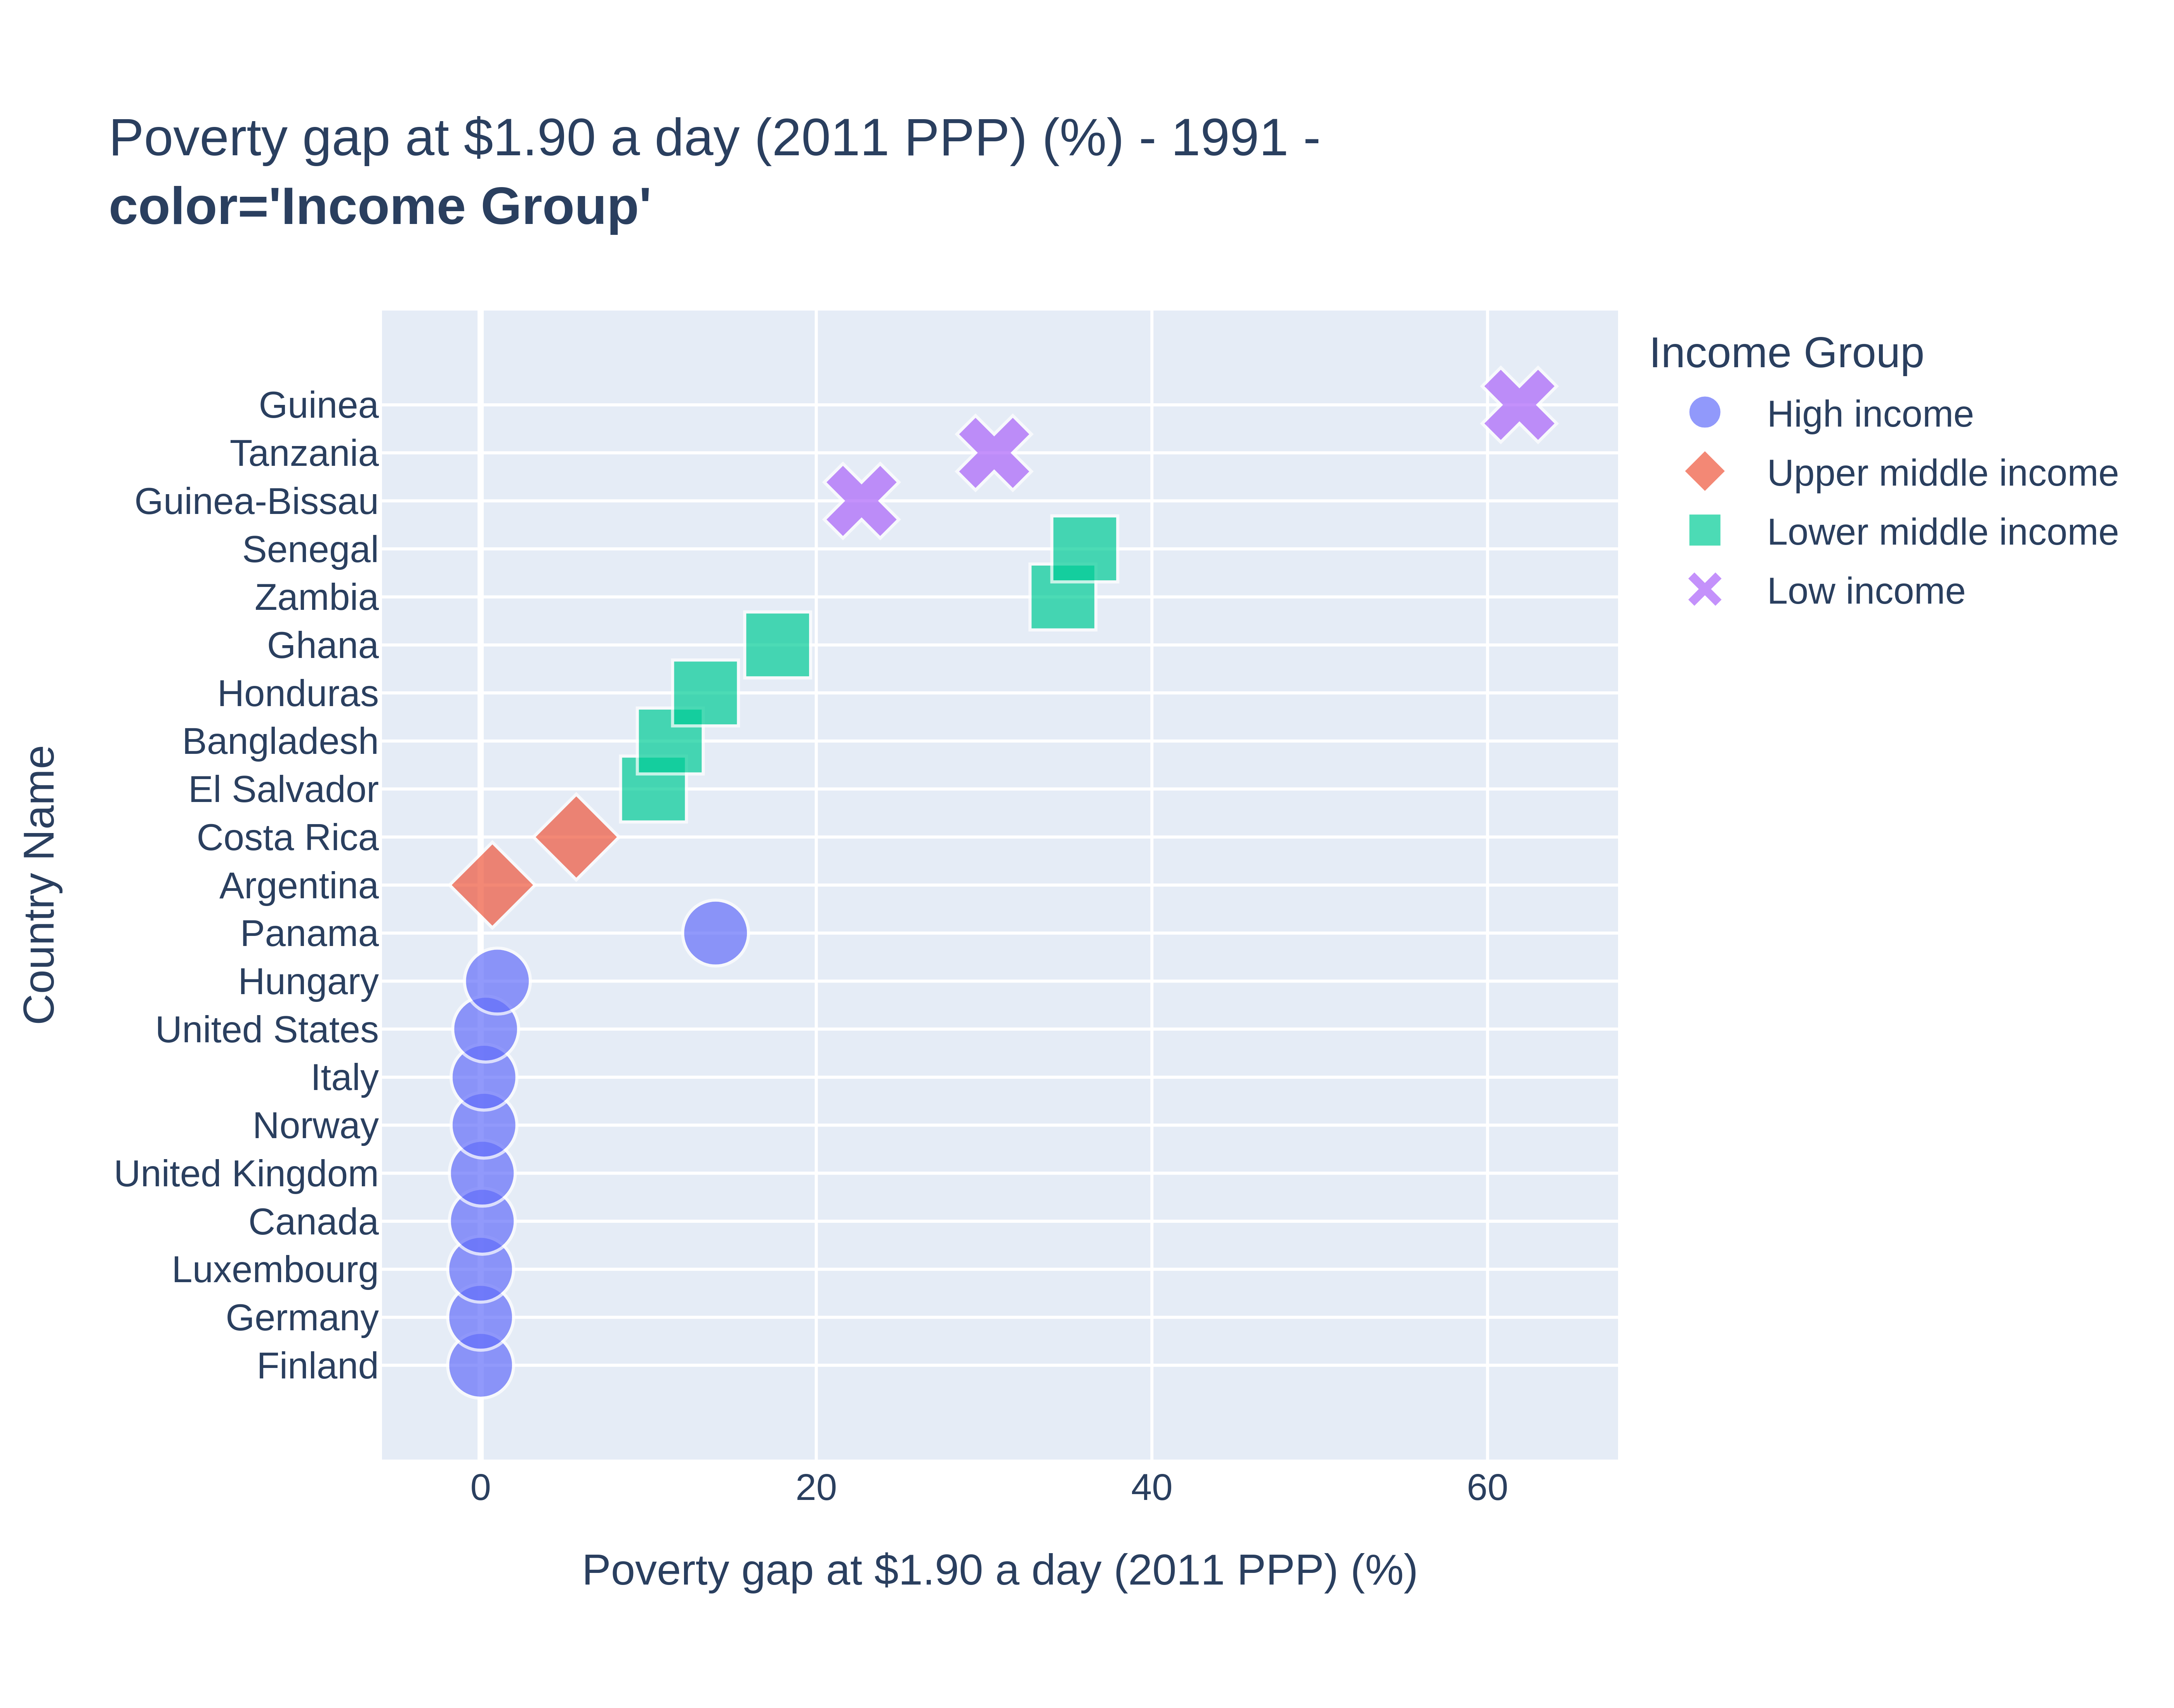 Poverty gap at $1.90 a day (2011 PPP) (%) - 1991 -
color='Income Group'
Income Group
High income
Upper middle income
Lower middle income
Low income
Country Name
Guinea
Tanzania
Guinea-Bissau
Senegal
Zambia
Ghana
Honduras
Bangladesh
El Salvador
Costa Rica
Argentina
Panama
Hungary
United States
Italy
Norway
United Kingdom
Canada
Luxembourg
Germany
Finland
0 20 40 60
Poverty gap at $1.90 a day (2011 PPP) (%)